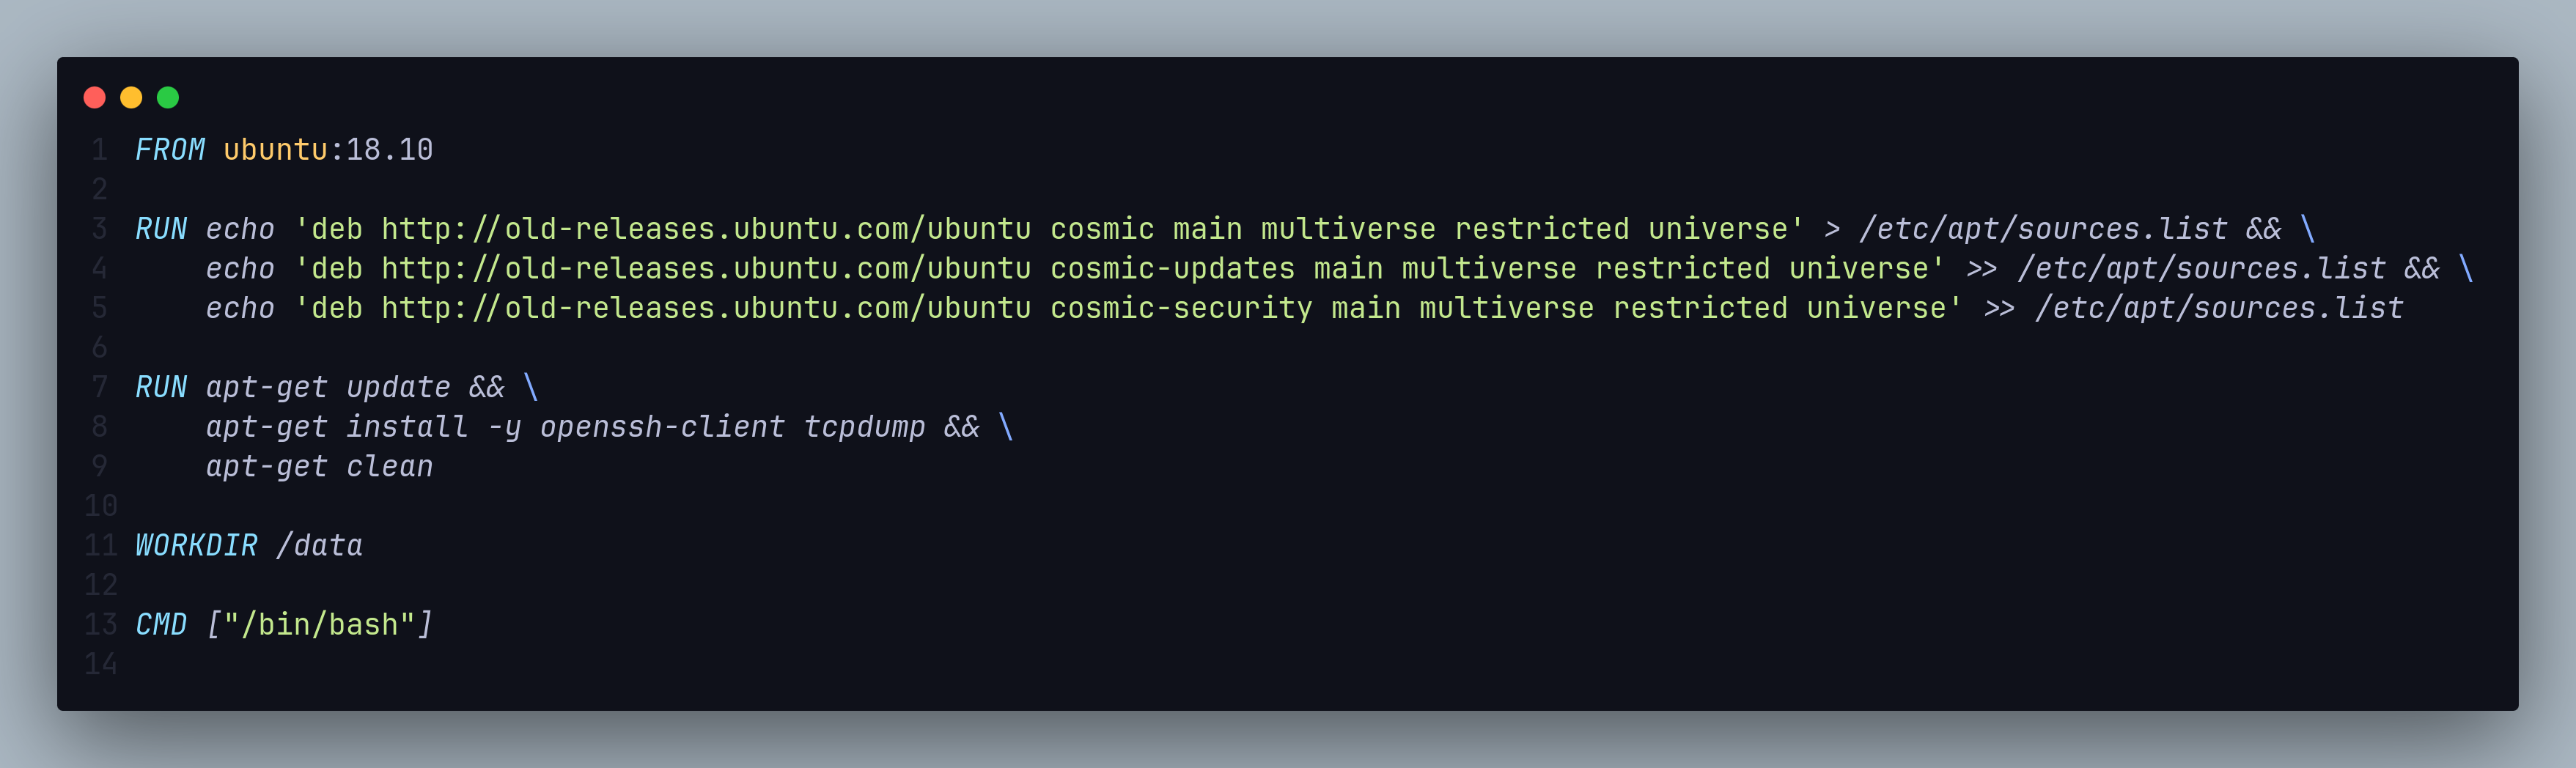 1 FROM ubuntu:18.10
2
3 RUN echo 'deb http://old-releases.ubuntu.com/ubuntu cosmic main multiverse restricted universe' > /etc/apt/sources.list && \
4     echo 'deb http://old-releases.ubuntu.com/ubuntu cosmic-updates main multiverse restricted universe' >> /etc/apt/sources.list && \
5     echo 'deb http://old-releases.ubuntu.com/ubuntu cosmic-security main multiverse restricted universe' >> /etc/apt/sources.list
6
7 RUN apt-get update && \
8     apt-get install -y openssh-client tcpdump && \
9     apt-get clean
10
11 WORKDIR /data
12
13 CMD ["/bin/bash"]
14